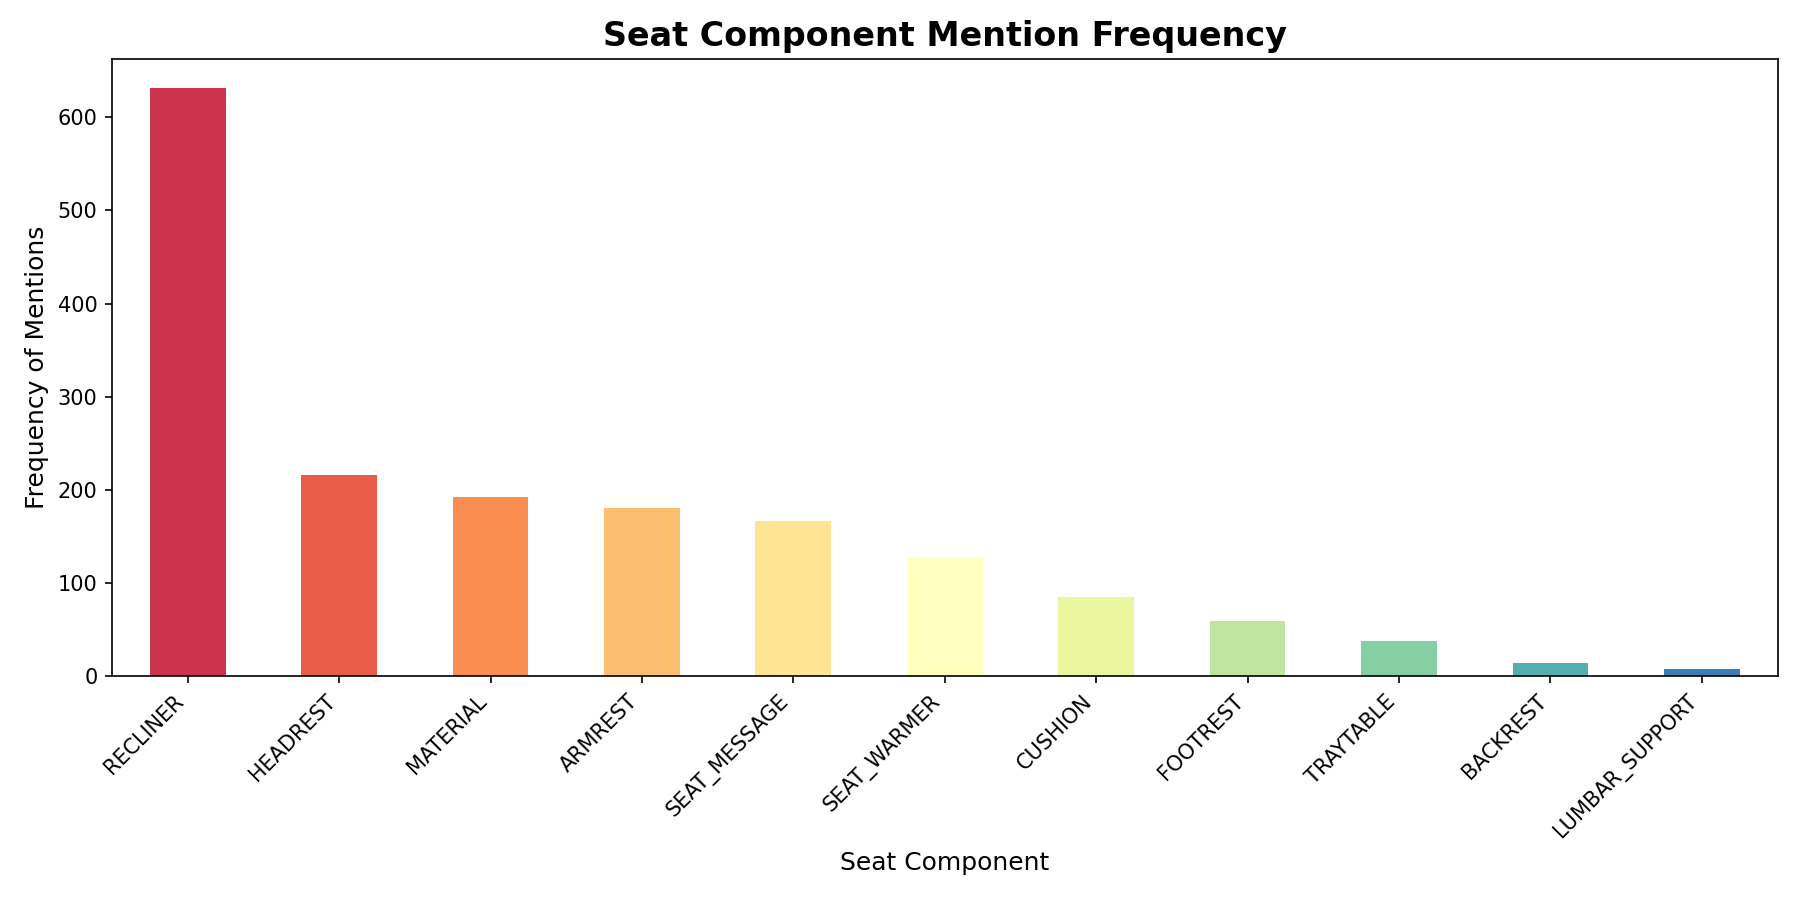 Seat Component Mention Frequency
Frequency of Mentions
600
500
400
300
200
100
0
RECLINER
HEADREST
MATERIAL
ARMREST
SEAT_MESSAGE
SEAT_WARMER
CUSHION
FOOTREST
TRAYTABLE
BACKREST
LUMBAR_SUPPORT
Seat Component